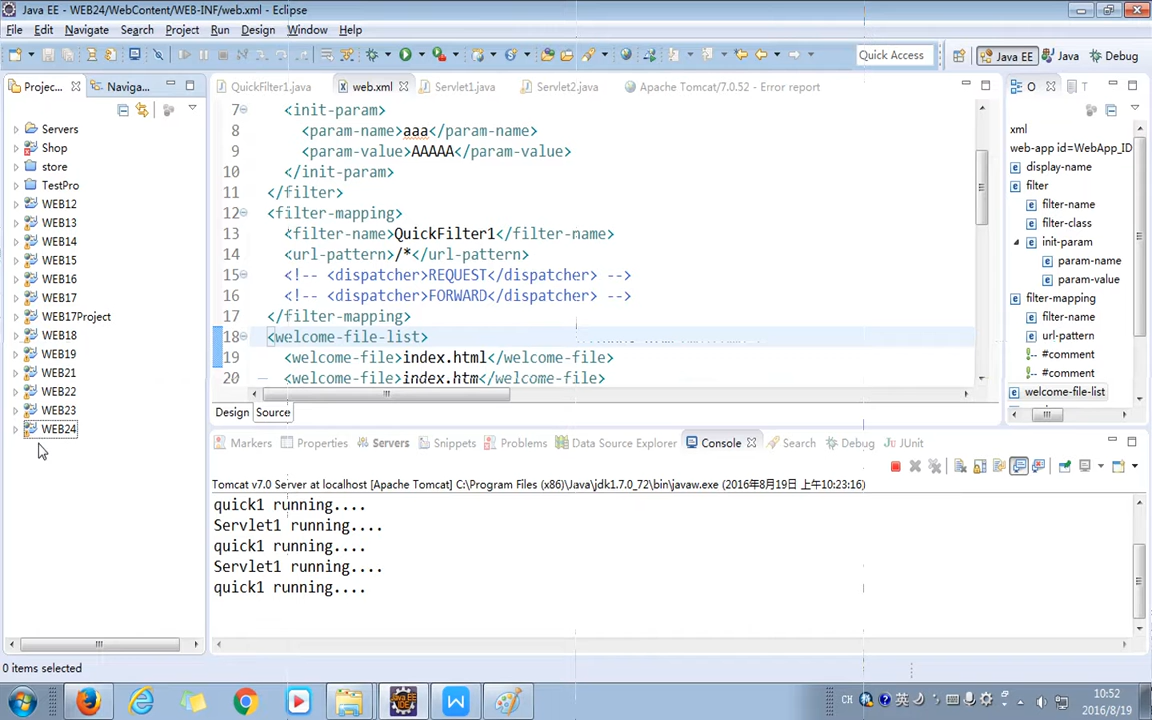 Java EE - WEB24/WebContent/WEB-INF/web.xml - Eclipse
File Edit Navigate Search Project Run Design Window Help
Quick Access Java EE Java Debug
Projec... Naviga...
Servers
Shop
store
TestPro
WEB12
WEB13
WEB14
WEB15
WEB16
WEB17
WEB17Project
WEB18
WEB19
WEB21
WEB22
WEB23
WEB24
QuickFilter1.java web.xml Servlet1.java Servlet2.java Apache Tomcat/7.0.52 - Error report
7 <init-param>
8 <param-name>aaa</param-name>
9 <param-value>AAAAA</param-value>
10 </init-param>
11 </filter>
12 <filter-mapping>
13 <filter-name>QuickFilter1</filter-name>
14 <url-pattern>/*</url-pattern>
15 <!-- <dispatcher>REQUEST</dispatcher> -->
16 <!-- <dispatcher>FORWARD</dispatcher> -->
17 </filter-mapping>
18 <welcome-file-list>
19 <welcome-file>index.html</welcome-file>
20 <welcome-file>index.htm</welcome-file>
Design Source
O T
xml
web-app id=WebApp_ID
display-name
filter
filter-name
filter-class
init-param
param-name
param-value
filter-mapping
filter-name
url-pattern
#comment
#comment
welcome-file-list
Markers Properties Servers Snippets Problems Data Source Explorer Console Search Debug JUnit
Tomcat v7.0 Server at localhost [Apache Tomcat] C:\Program Files (x86)\Java\jdk1.7.0_72\bin\javaw.exe (2016年8月19日 上午10:23:16)
quick1 running....
Servlet1 running....
quick1 running....
Servlet1 running....
quick1 running....
0 items selected
CH 英 10:52
2016/8/19